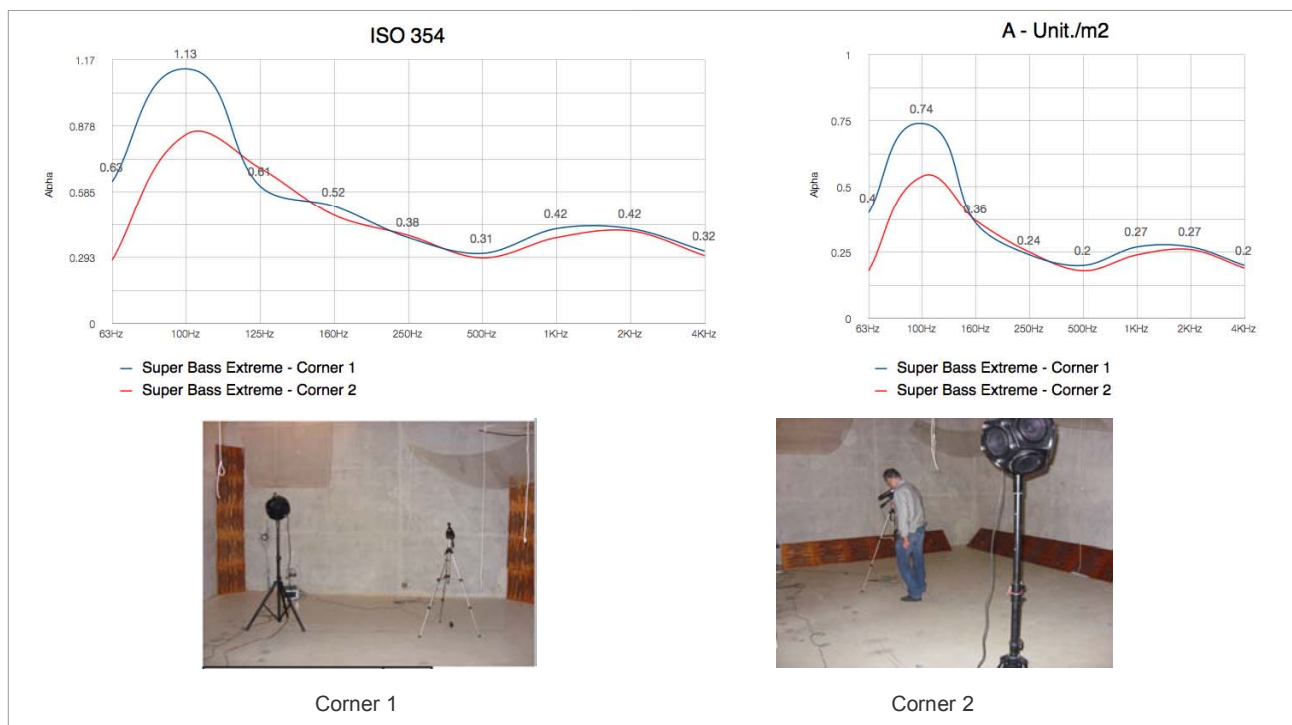 ISO 354
1.17
0.878
0.585
0.293
0
Alpha
0.63
1.13
0.61
0.52
0.38
0.31
0.42
0.42
0.32
63Hz 100Hz 125Hz 160Hz 250Hz 500Hz 1KHz 2KHz 4KHz
Super Bass Extreme - Corner 1
Super Bass Extreme - Corner 2
A - Unit./m2
1
0.75
0.5
0.25
0
Alpha
0.4
0.74
0.36
0.24
0.2
0.27
0.27
0.2
63Hz 100Hz 160Hz 250Hz 500Hz 1KHz 2KHz 4KHz
Super Bass Extreme - Corner 1
Super Bass Extreme - Corner 2
Corner 1
Corner 2